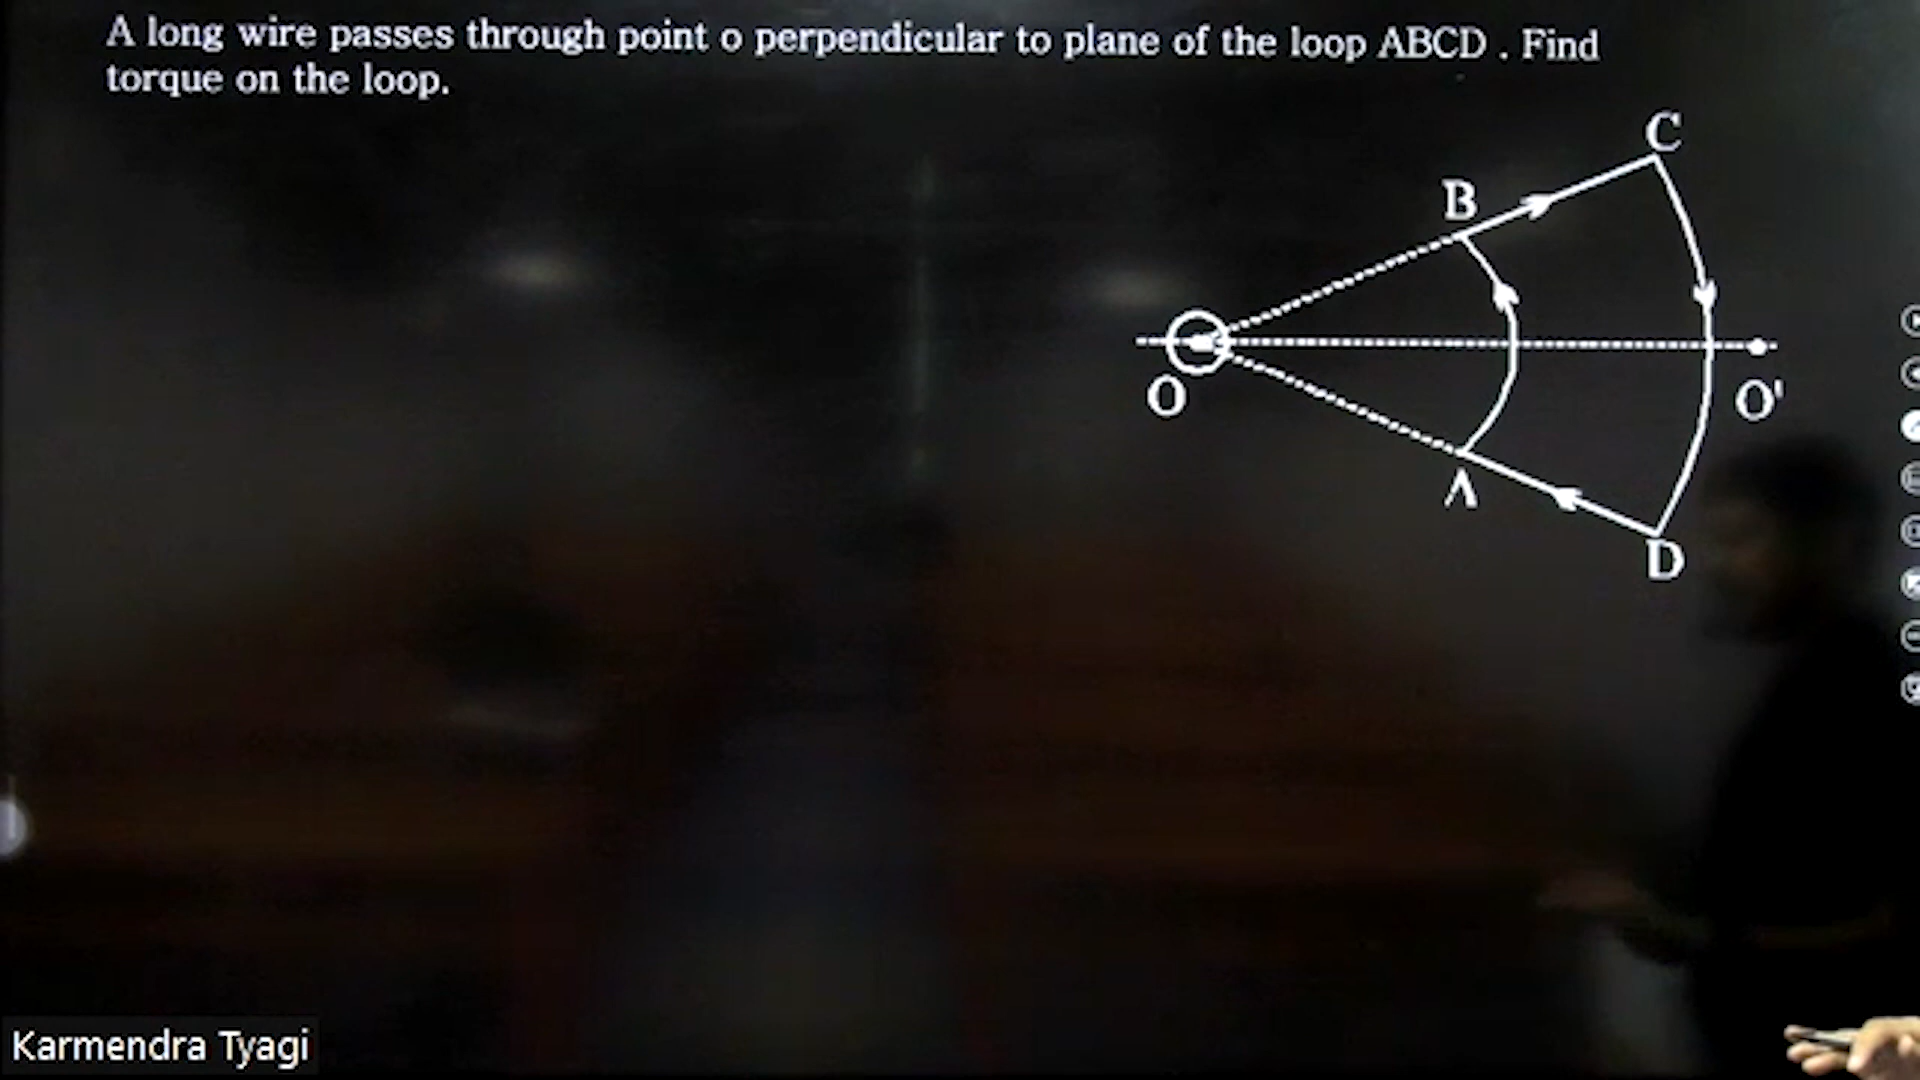 A long wire passes through point o perpendicular to plane of the loop ABCD . Find
torque on the loop.
C
B
O
O'
A
D
Karmendra Tyagi